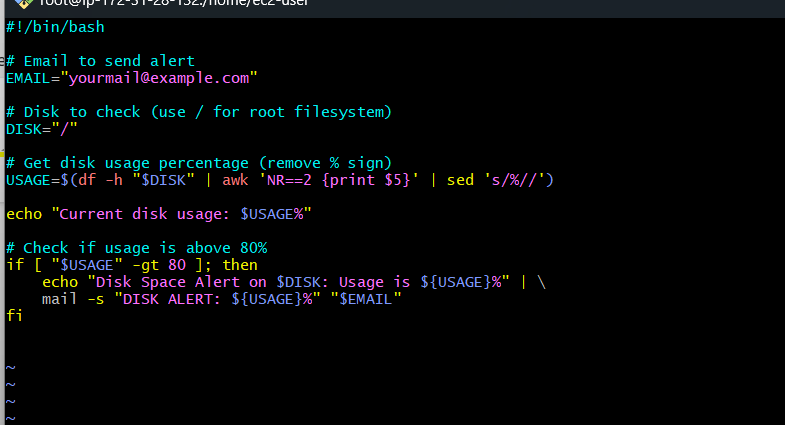 root@ip-172-31-28-132:/home/ec2-user
#!/bin/bash
# Email to send alert
EMAIL="yourmail@example.com"
# Disk to check (use / for root filesystem)
DISK="/"
# Get disk usage percentage (remove % sign)
USAGE=$(df -h "$DISK" | awk 'NR==2 {print $5}' | sed 's/%//')
echo "Current disk usage: $USAGE%"
# Check if usage is above 80%
if [ "$USAGE" -gt 80 ]; then
    echo "Disk Space Alert on $DISK: Usage is ${USAGE}%" | \
    mail -s "DISK ALERT: ${USAGE}%" "$EMAIL"
fi
~
~
~
~